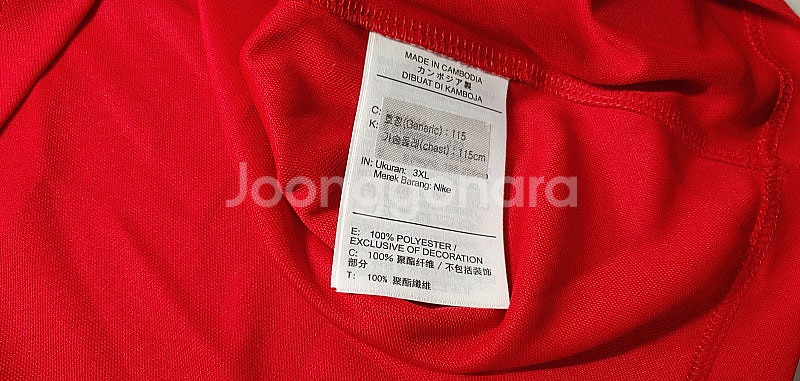 MADE IN CAMBODIA
カンボジア製
DIBUAT DI KAMBOJA
C:
호칭(Generic) : 115
K:
가슴둘레(chest) : 115cm
IN: Ukuran: 3XL
Merek Barang: Nike
Joonggonara
E: 100% POLYESTER /
EXCLUSIVE OF DECORATION
C: 100% 聚酯纤维 / 不包括装饰
部分
T: 100% 聚酯纖維